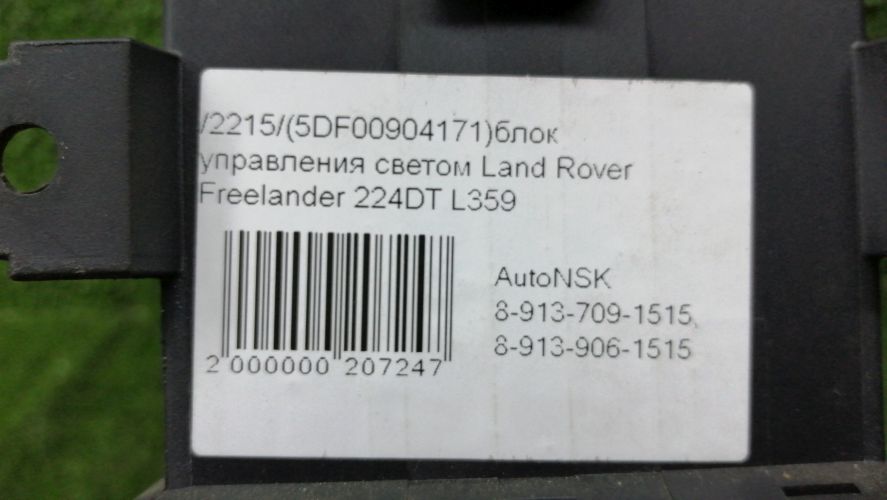 /2215/(5DF00904171)блок
управления светом Land Rover
Freelander 224DT L359
AutoNSK
8-913-709-1515,
8-913-906-1515
2 000000 207247